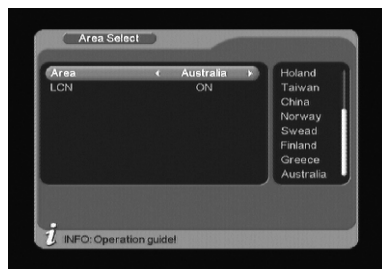 Area Select
Area Australia
LCN ON
Holand
Taiwan
China
Norway
Swead
Finland
Greece
Australia
INFO: Operation guide!